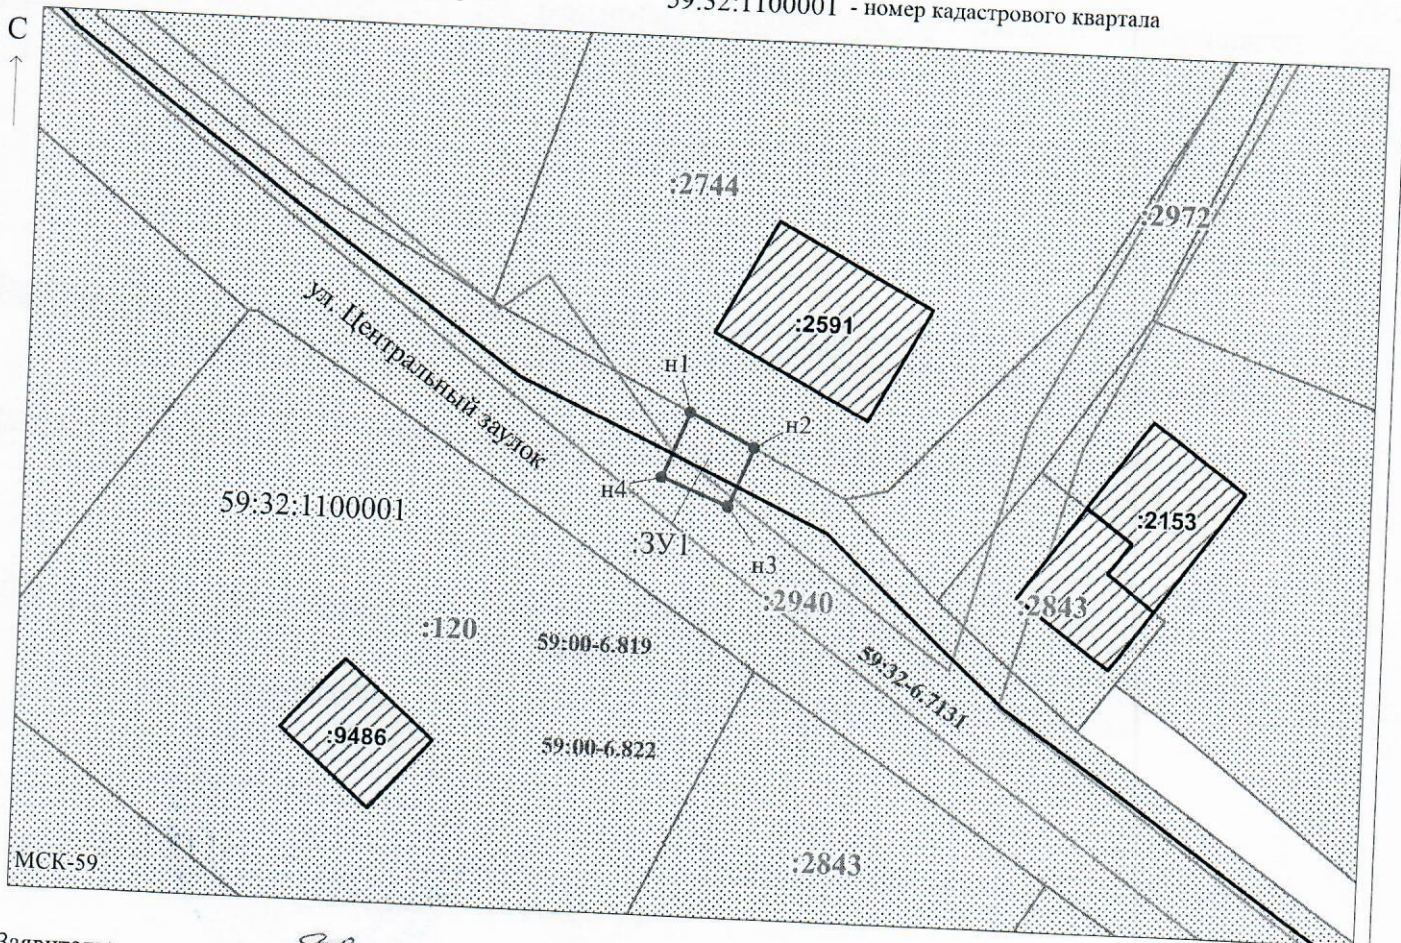 59:32:1100001 - номер кадастрового квартала
С
:2744
:2972
:2591
ул. Центральный заулок
н1
н2
н4
59:32:1100001
:2153
:ЗУ1
н3
:2940
:2843
:120
59:00-6.819
59:32-6.7131
:9486
59:00-6.822
МСК-59
:2843